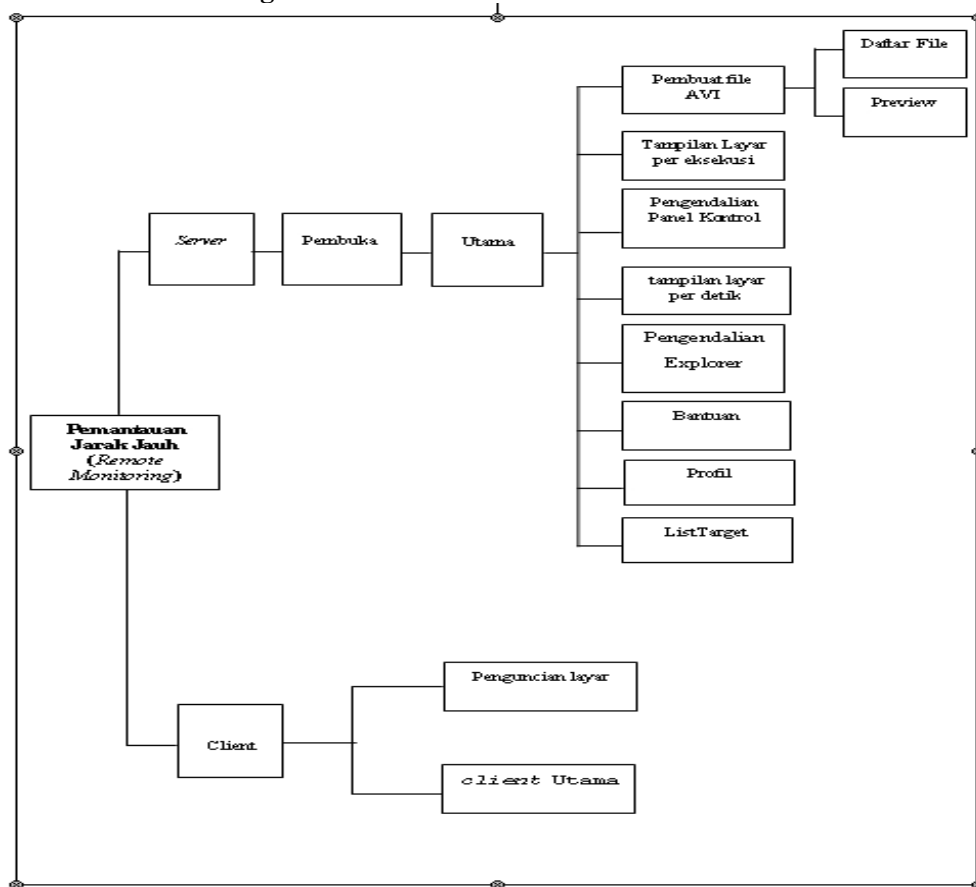 Daftar File
Pembuat file
AVI
Preview
Tampilan Layar
per eksekusi
Pengendalian
Panel Kontrol
Server
Pembuka
Utama
tampilan layar
per detik
Pengendalian
Explorer
Bantuan
Pemantauan
Jarak Jauh
(Remote
Monitoring)
Profil
ListTarget
Penguncian layar
Client
client Utama